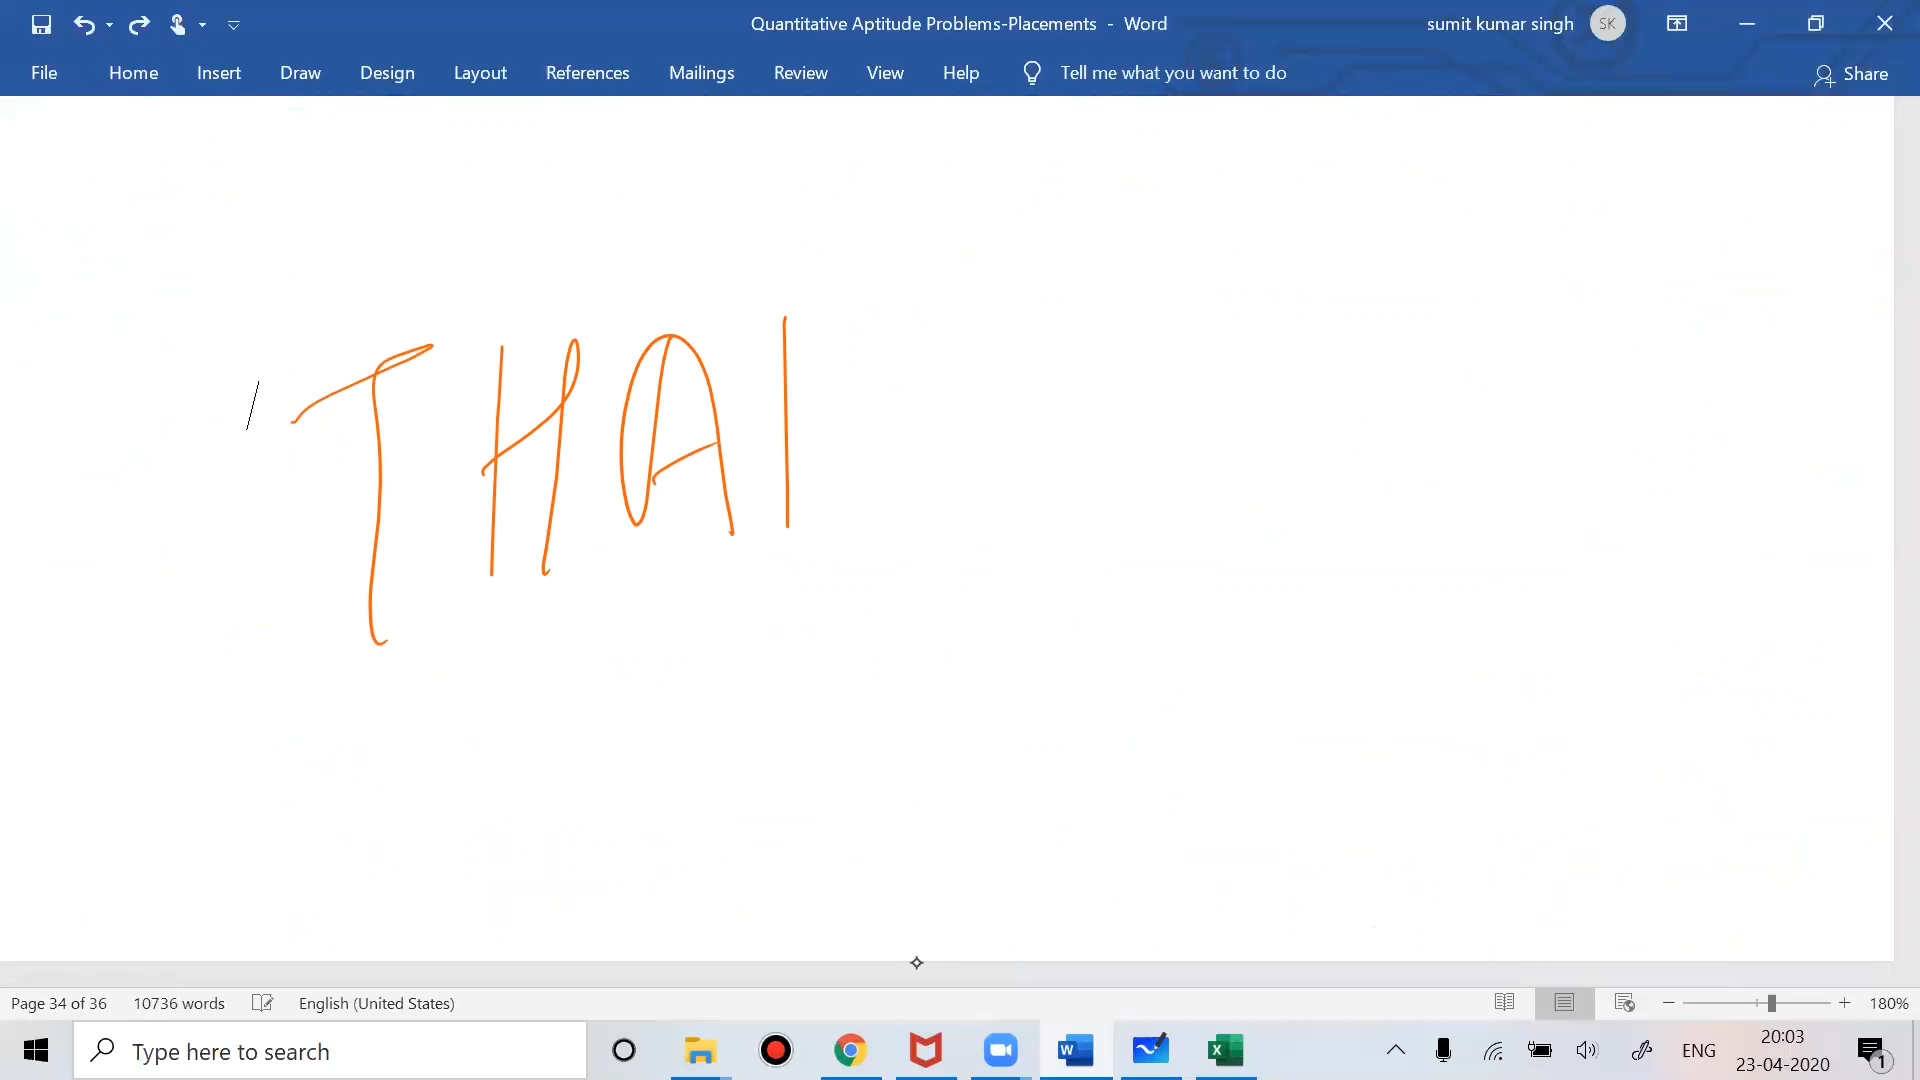 Quantitative Aptitude Problems-Placements - Word
sumit kumar singh
SK
File
Home
Insert
Draw
Design
Layout
References
Mailings
Review
View
Help
Tell me what you want to do
Share
THAI
Page 34 of 36
10736 words
English (United States)
180%
Type here to search
W
X
ENG
20:03
23-04-2020
1